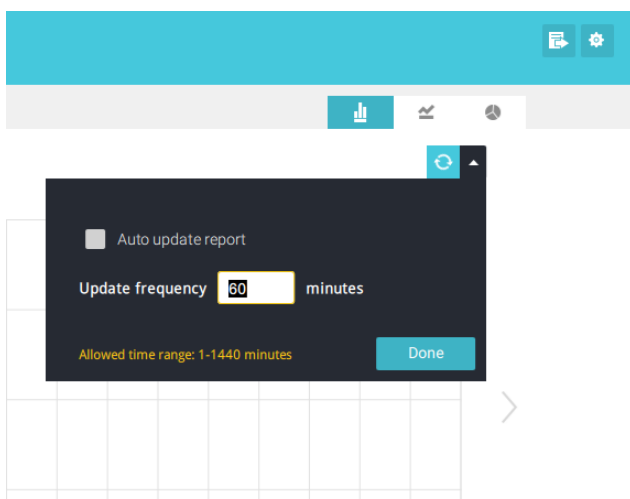 Auto update report
Update frequency 60 minutes
Allowed time range: 1-1440 minutes
Done